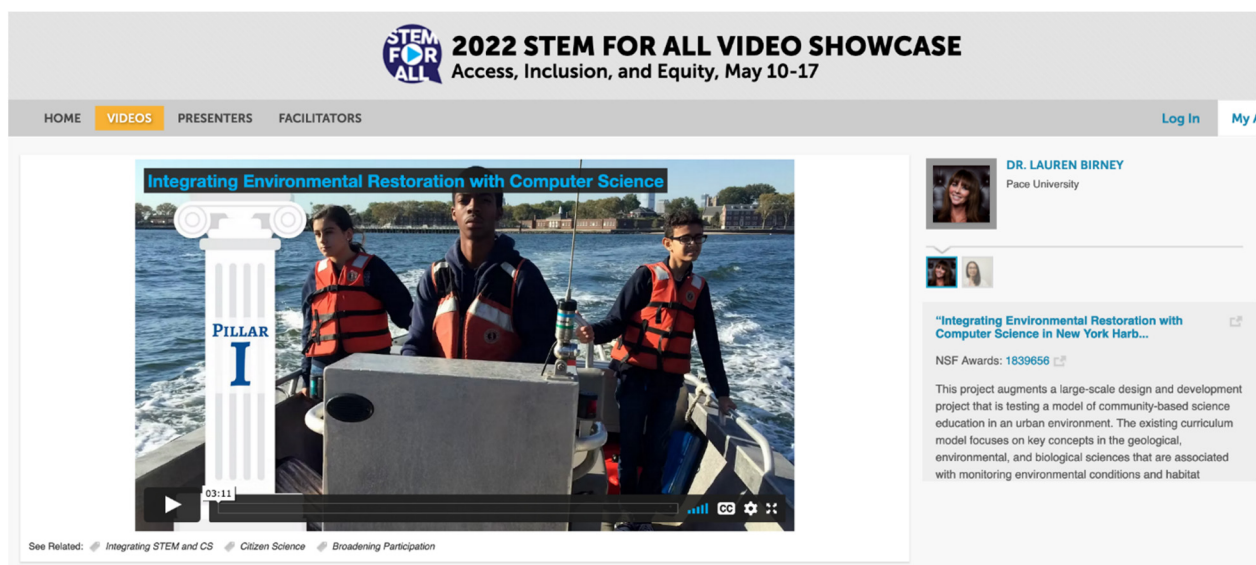 STEM
FOR
ALL
2022 STEM FOR ALL VIDEO SHOWCASE
Access, Inclusion, and Equity, May 10-17
HOME VIDEOS PRESENTERS FACILITATORS Log In My
Integrating Environmental Restoration with Computer Science
PILLAR
I
03:11
CC
See Related: Integrating STEM and CS Citizen Science Broadening Participation
DR. LAUREN BIRNEY
Pace University
“Integrating Environmental Restoration with
Computer Science in New York Harb...
NSF Awards: 1839656
This project augments a large-scale design and development
project that is testing a model of community-based science
education in an urban environment. The existing curriculum
model focuses on key concepts in the geological,
environmental, and biological sciences that are associated
with monitoring environmental conditions and habitat